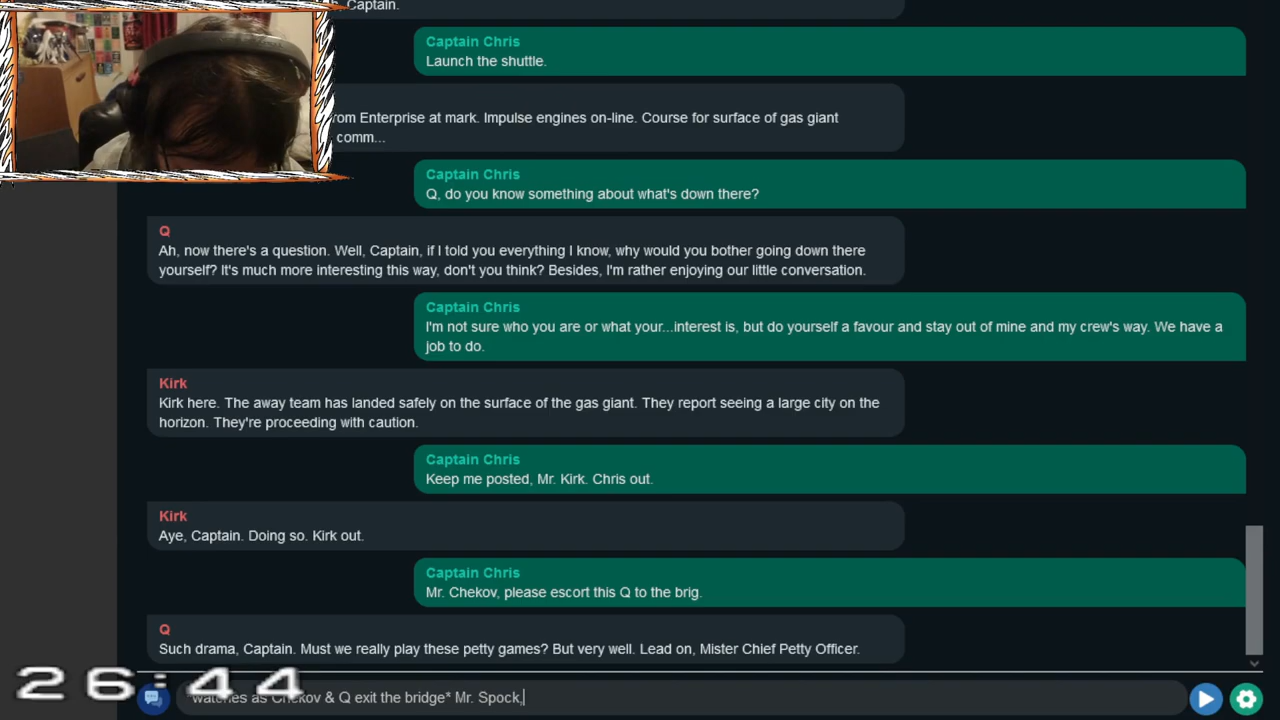 Captain.
Captain Chris
Launch the shuttle.
from Enterprise at mark. Impulse engines on-line. Course for surface of gas giant
comm...
Captain Chris
Q, do you know something about what's down there?
Q
Ah, now there's a question. Well, Captain, if I told you everything I know, why would you bother going down there
yourself? It's much more interesting this way, don't you think? Besides, I'm rather enjoying our little conversation.
Captain Chris
I'm not sure who you are or what your...interest is, but do yourself a favour and stay out of mine and my crew's way. We have a
job to do.
Kirk
Kirk here. The away team has landed safely on the surface of the gas giant. They report seeing a large city on the
horizon. They're proceeding with caution.
Captain Chris
Keep me posted, Mr. Kirk. Chris out.
Kirk
Aye, Captain. Doing so. Kirk out.
Captain Chris
Mr. Chekov, please escort this Q to the brig.
Q
Such drama, Captain. Must we really play these petty games? But very well. Lead on, Mister Chief Petty Officer.
*watches as Chekov & Q exit the bridge* Mr. Spock,
26:44